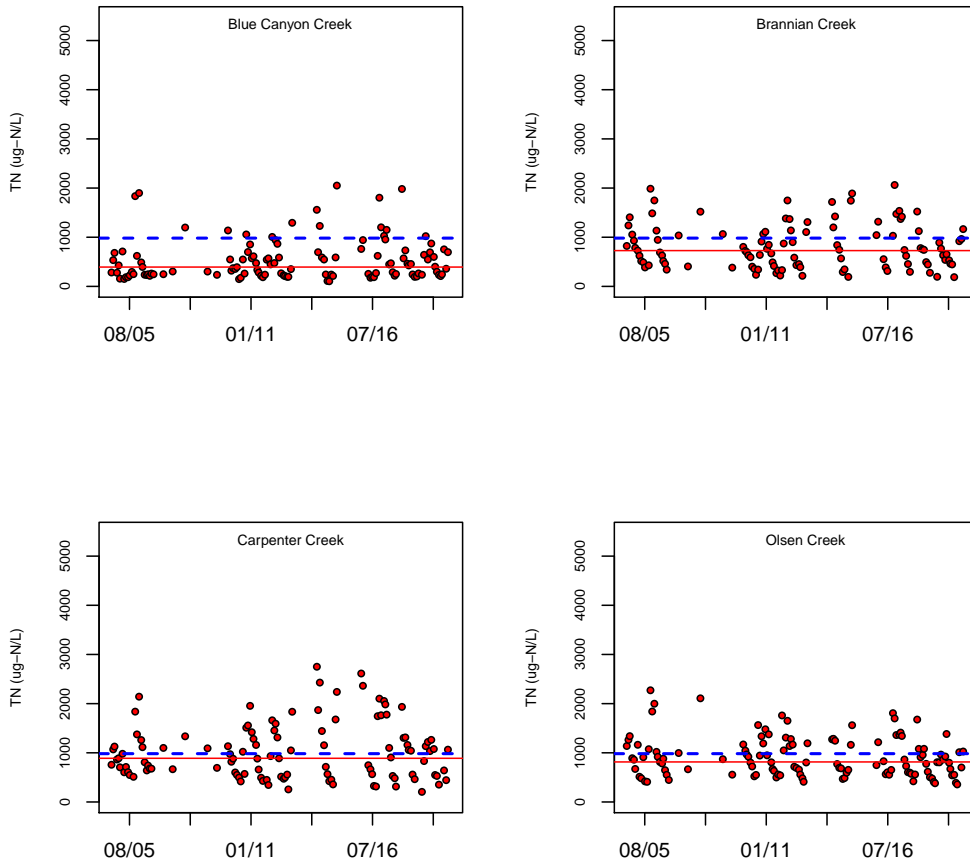 Blue Canyon Creek
TN (ug−N/L)
5000
4000
3000
2000
1000
0
08/05 01/11 07/16
Brannian Creek
TN (ug−N/L)
5000
4000
3000
2000
1000
0
08/05 01/11 07/16
Carpenter Creek
TN (ug−N/L)
5000
4000
3000
2000
1000
0
08/05 01/11 07/16
Olsen Creek
TN (ug−N/L)
5000
4000
3000
2000
1000
0
08/05 01/11 07/16